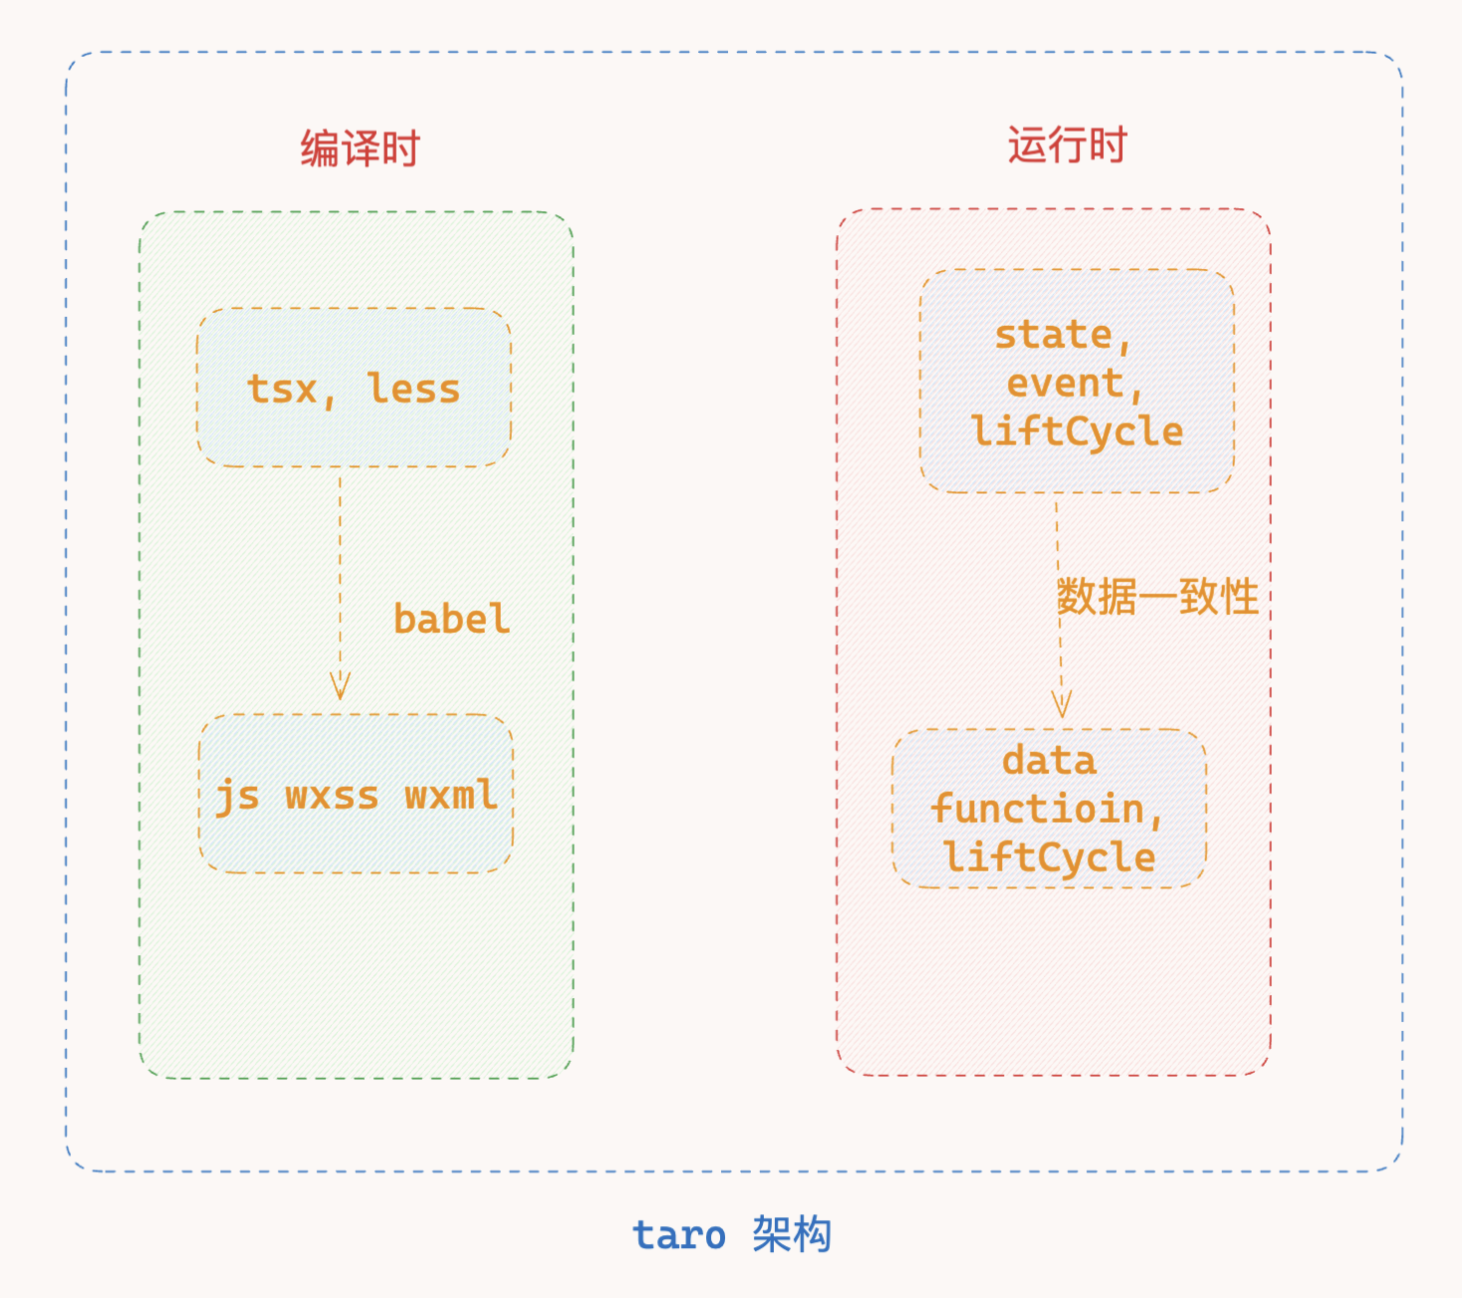 编译时
tsx, less
babel
js wxss wxml
运行时
state,
event,
liftCycle
数据一致性
data
functioin,
liftCycle
taro 架构